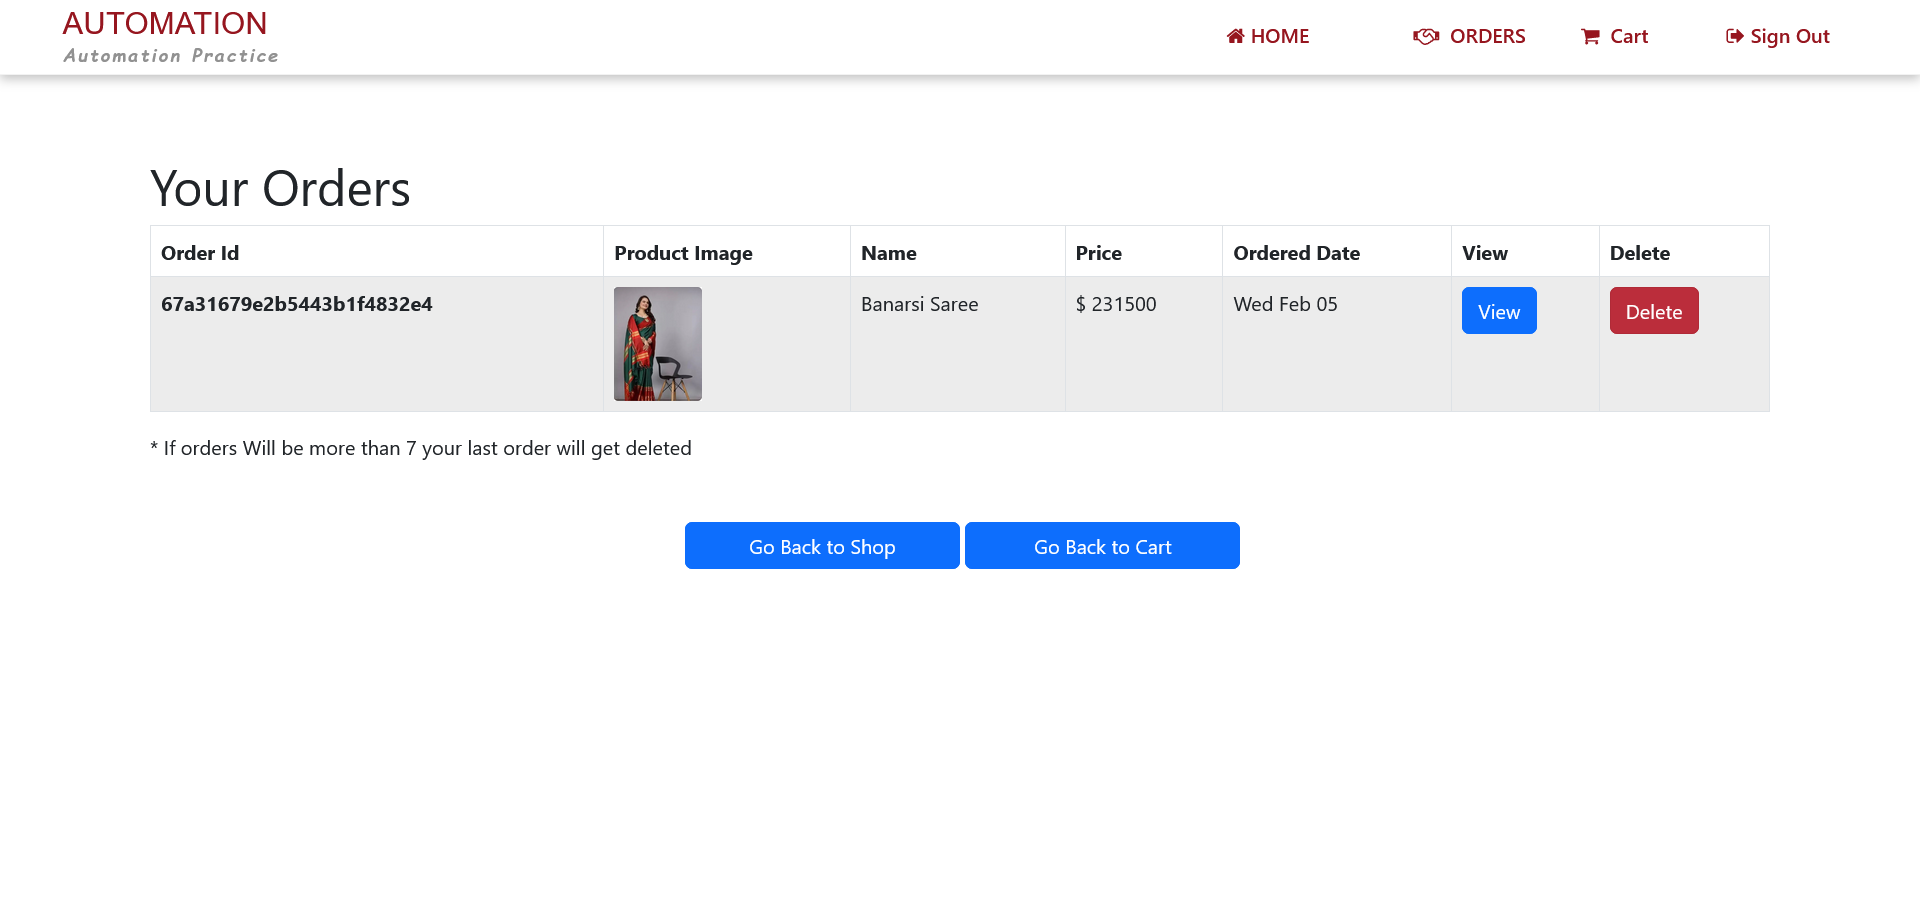 AUTOMATION
Automation Practice
HOME ORDERS Cart Sign Out
Your Orders
Order Id Product Image Name Price Ordered Date View Delete
67a31679e2b5443b1f4832e4 Banarsi Saree $ 231500 Wed Feb 05 View Delete
* If orders Will be more than 7 your last order will get deleted
Go Back to Shop Go Back to Cart